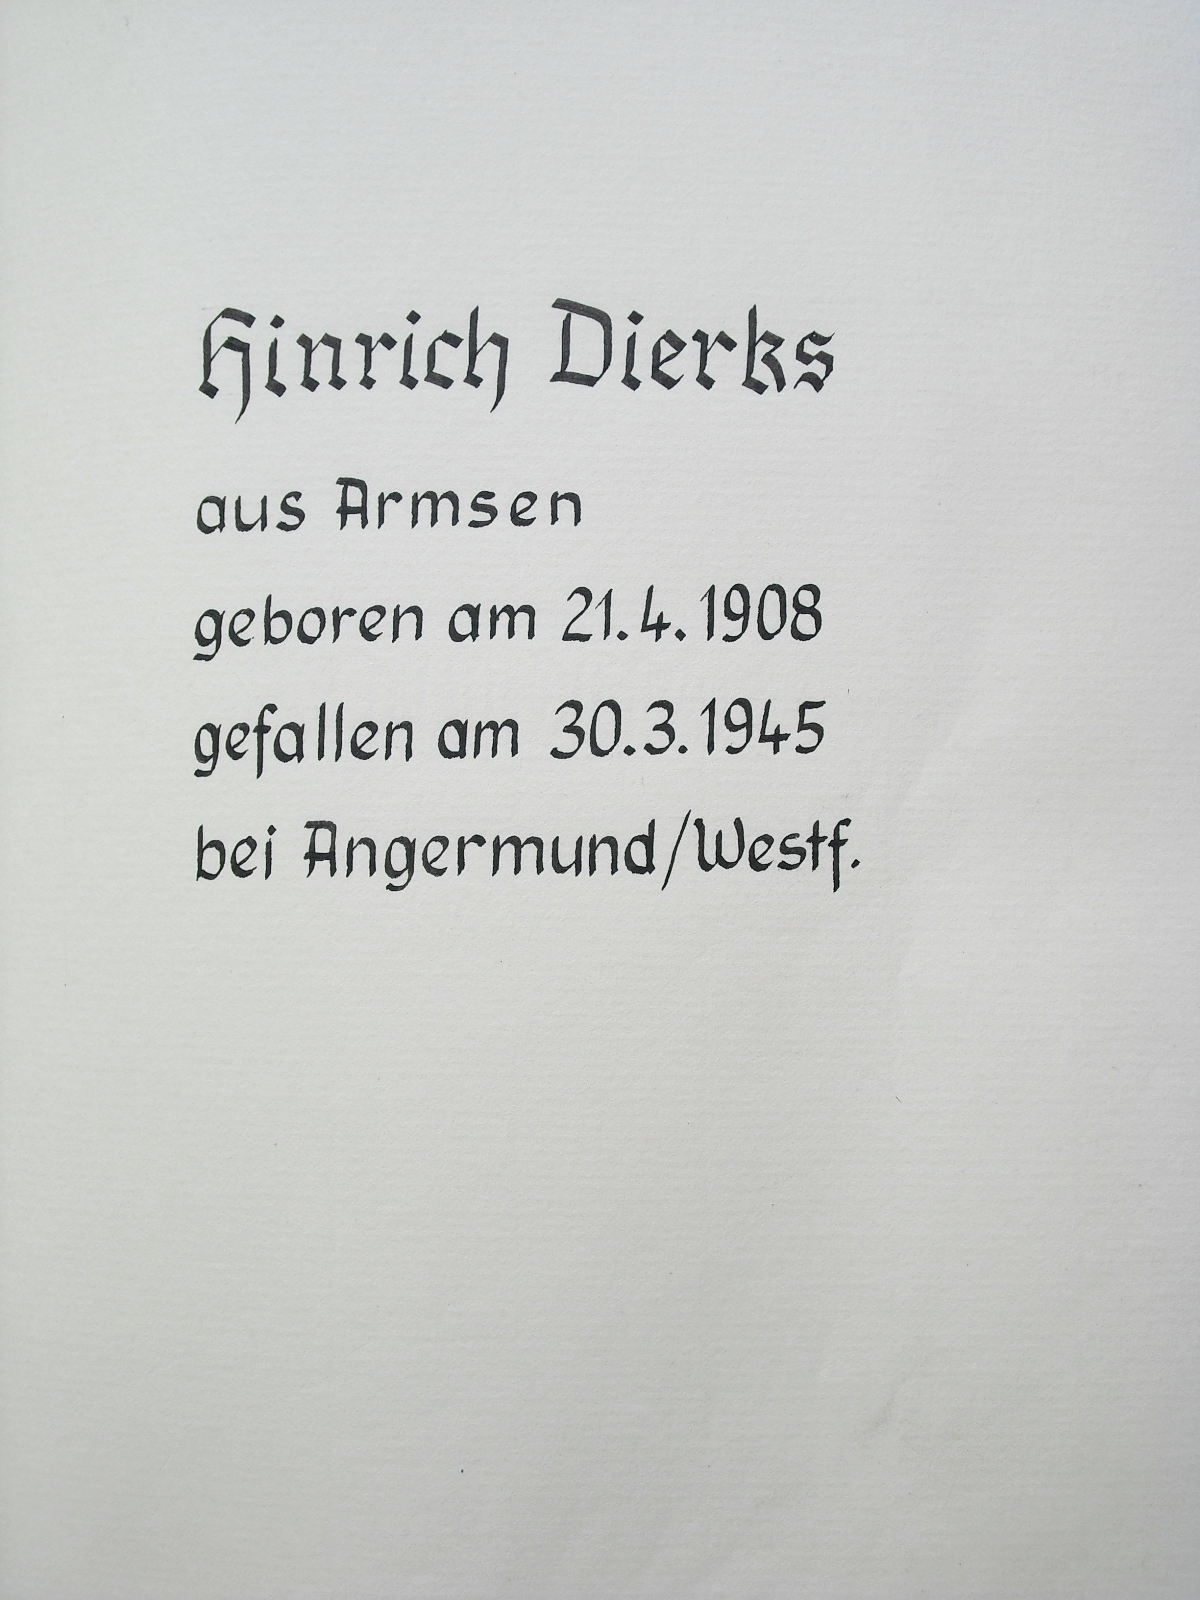 Hinrich Dierks
aus Armsen
geboren am 21.4.1908
gefallen am 30.3.1945
bei Angermund/Westf.